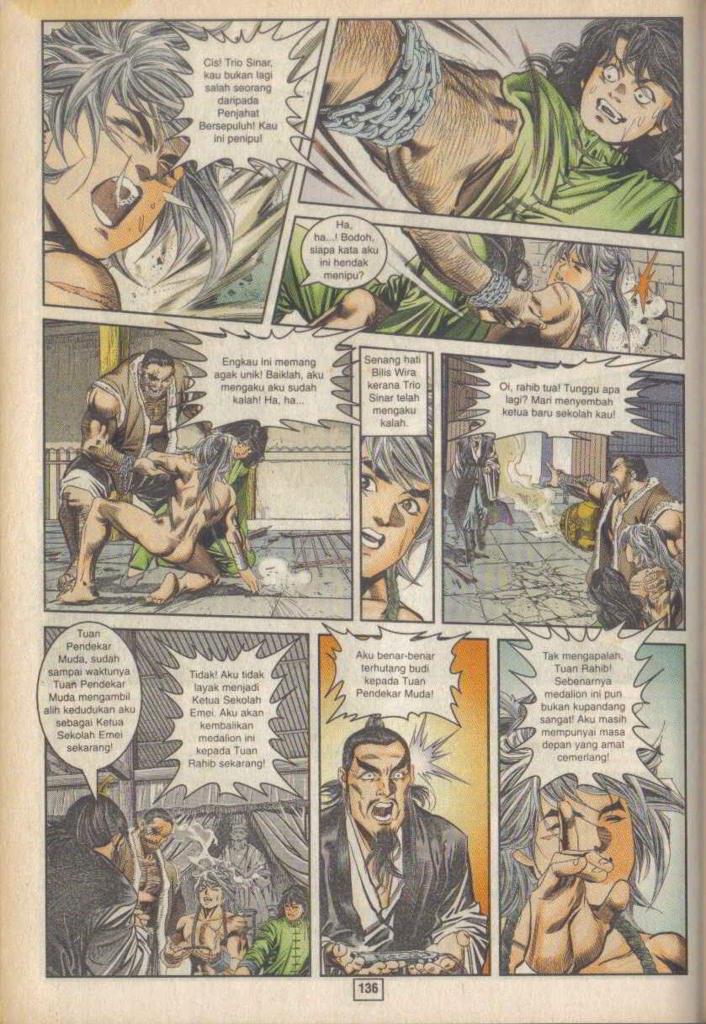 Cis! Trio Sinar,
kau bukan lagi
salah seorang
daripada
Penjahat
Bersepuluh! Kau
ini penipu!
Ha,
ha...! Bodoh,
siapa kata aku
ini hendak
menipu?
Engkau ini memang
agak unik! Baiklah, aku
mengaku aku sudah
kalah! Ha, ha...
Senang hati
Bilis Wira
kerana Trio
Sinar telah
mengaku
kalah.
Oi, rahib tua! Tunggu apa
lagi? Mari menyembah
ketua baru sekolah kau!
Tuan
Pendekar
Muda, sudah
sampai waktunya
Tuan Pendekar
Muda mengambil
alih kedudukan aku
sebagai Ketua
Sekolah Emei
sekarang!
Tidak! Aku tidak
layak menjadi
Ketua Sekolah
Emei. Aku akan
kembalikan
medalion ini
kepada Tuan
Rahib sekarang!
Aku benar-benar
terhutang budi
kepada Tuan
Pendekar Muda!
Tak mengapalah,
Tuan Rahib!
Sebenarnya
medalion ini pun
bukan kupandang
sangat! Aku masih
mempunyai masa
depan yang amat
cemerlang!
136